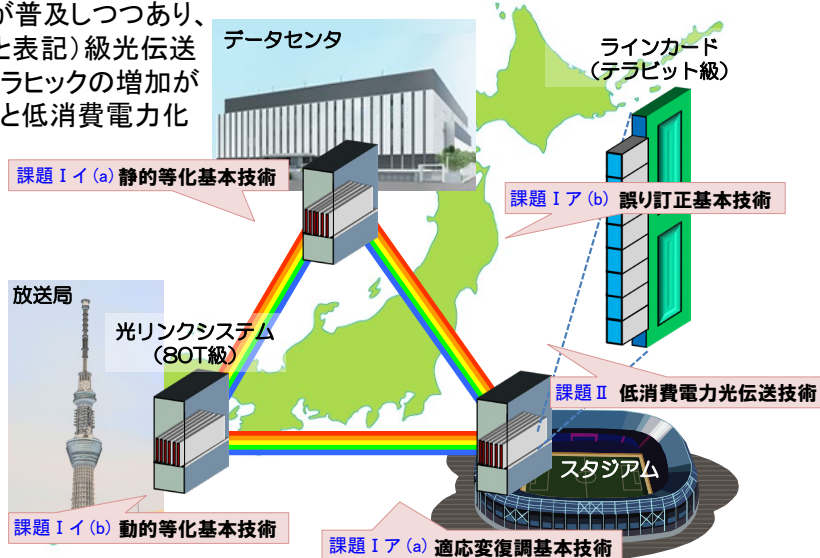 が普及しつつあり、
と表記）級光伝送
ラヒックの増加が
と低消費電力化
データセンタ
ラインカード
（テラビット級）
課題Ⅰイ(a) 静的等化基本技術
課題Ⅰア(b) 誤り訂正基本技術
放送局
光リンクシステム
（80T級）
課題Ⅱ 低消費電力光伝送技術
スタジアム
課題Ⅰイ(b) 動的等化基本技術
課題Ⅰア(a) 適応変復調基本技術